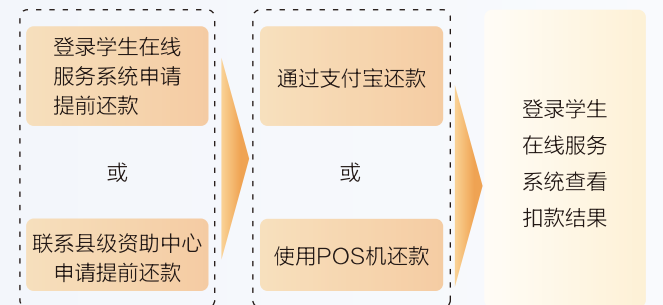 登录学生在线
服务系统申请
提前还款
或
联系县级资助中心
申请提前还款
通过支付宝还款
或
使用POS机还款
登录学生
在线服务
系统查看
扣款结果